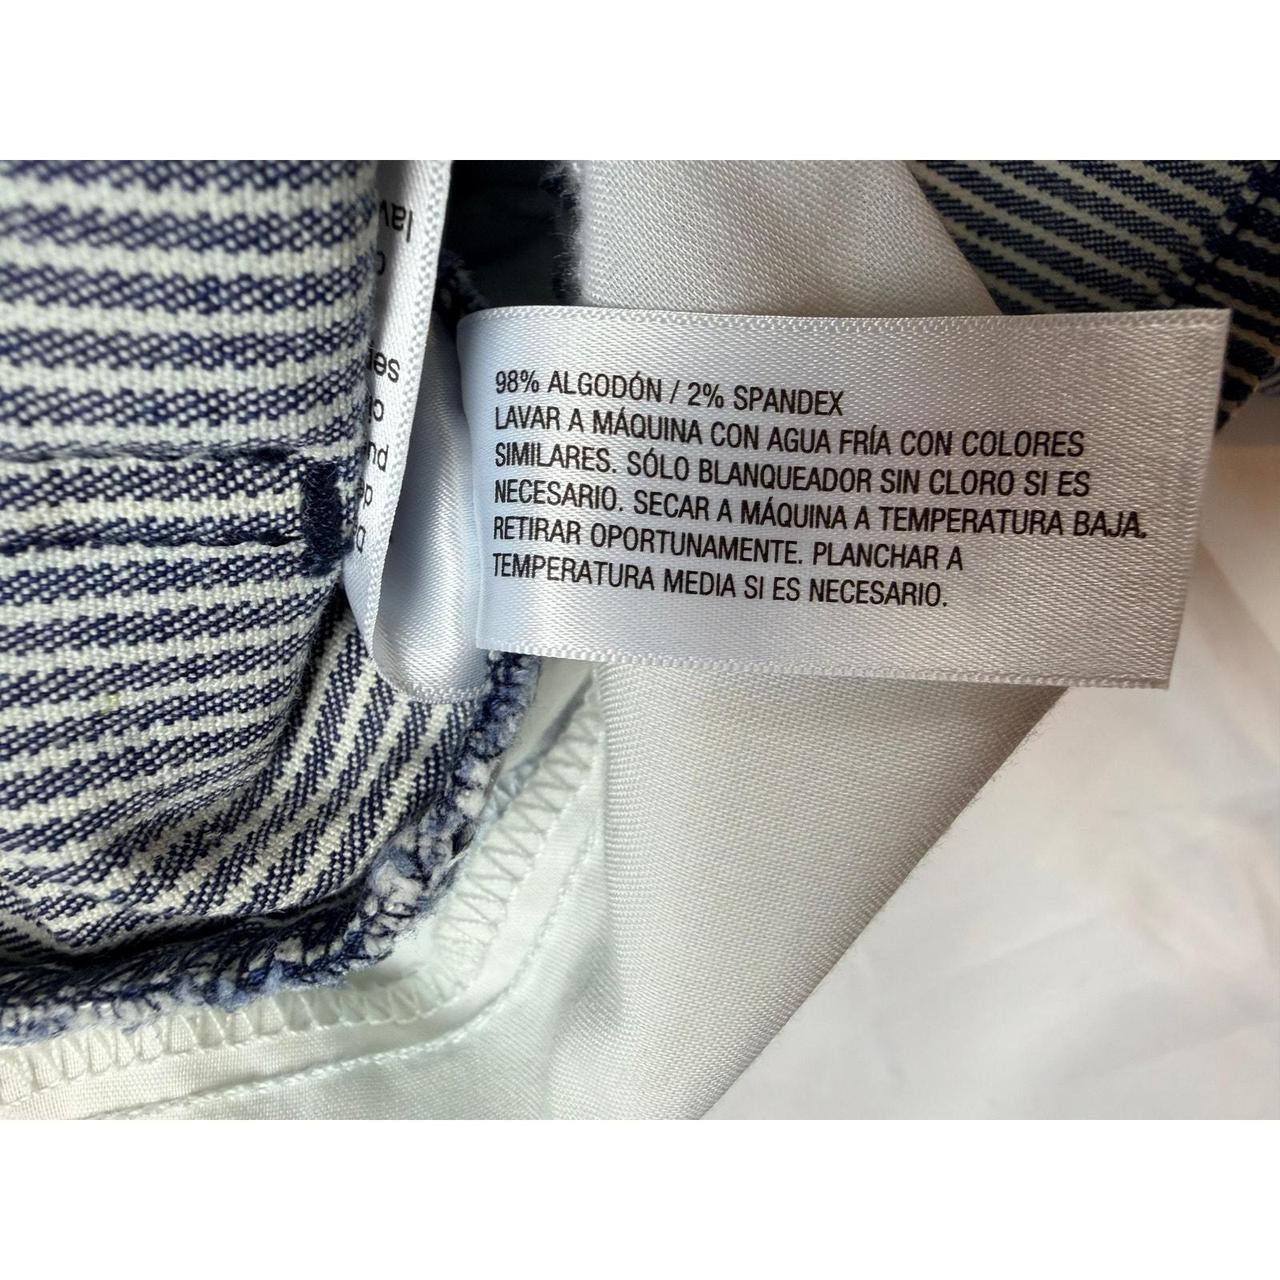 98% ALGODÓN / 2% SPANDEX
LAVAR A MÁQUINA CON AGUA FRÍA CON COLORES
SIMILARES. SÓLO BLANQUEADOR SIN CLORO SI ES
NECESARIO. SECAR A MÁQUINA A TEMPERATURA BAJA.
RETIRAR OPORTUNAMENTE. PLANCHAR A
TEMPERATURA MEDIA SI ES NECESARIO.